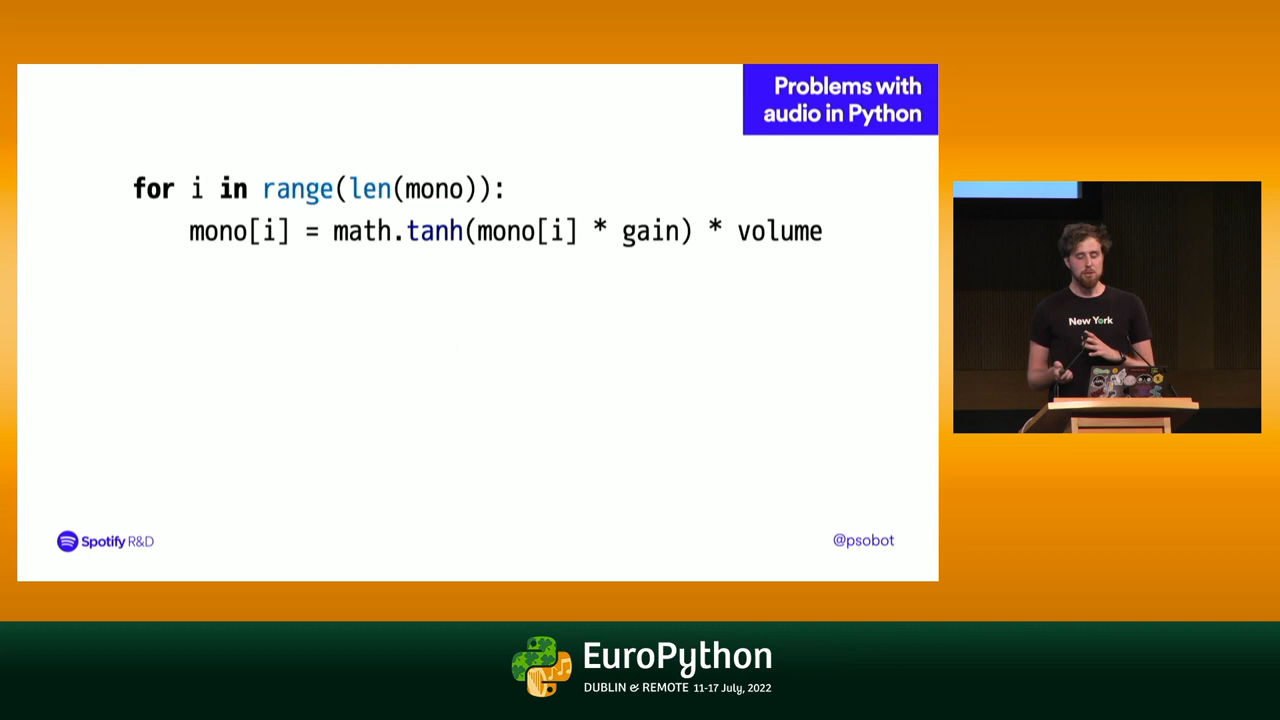 Problems with
audio in Python
for i in range(len(mono)):
    mono[i] = math.tanh(mono[i] * gain) * volume
New York
Spotify R&D
@psobot
EuroPython
DUBLIN & REMOTE 11-17 July, 2022